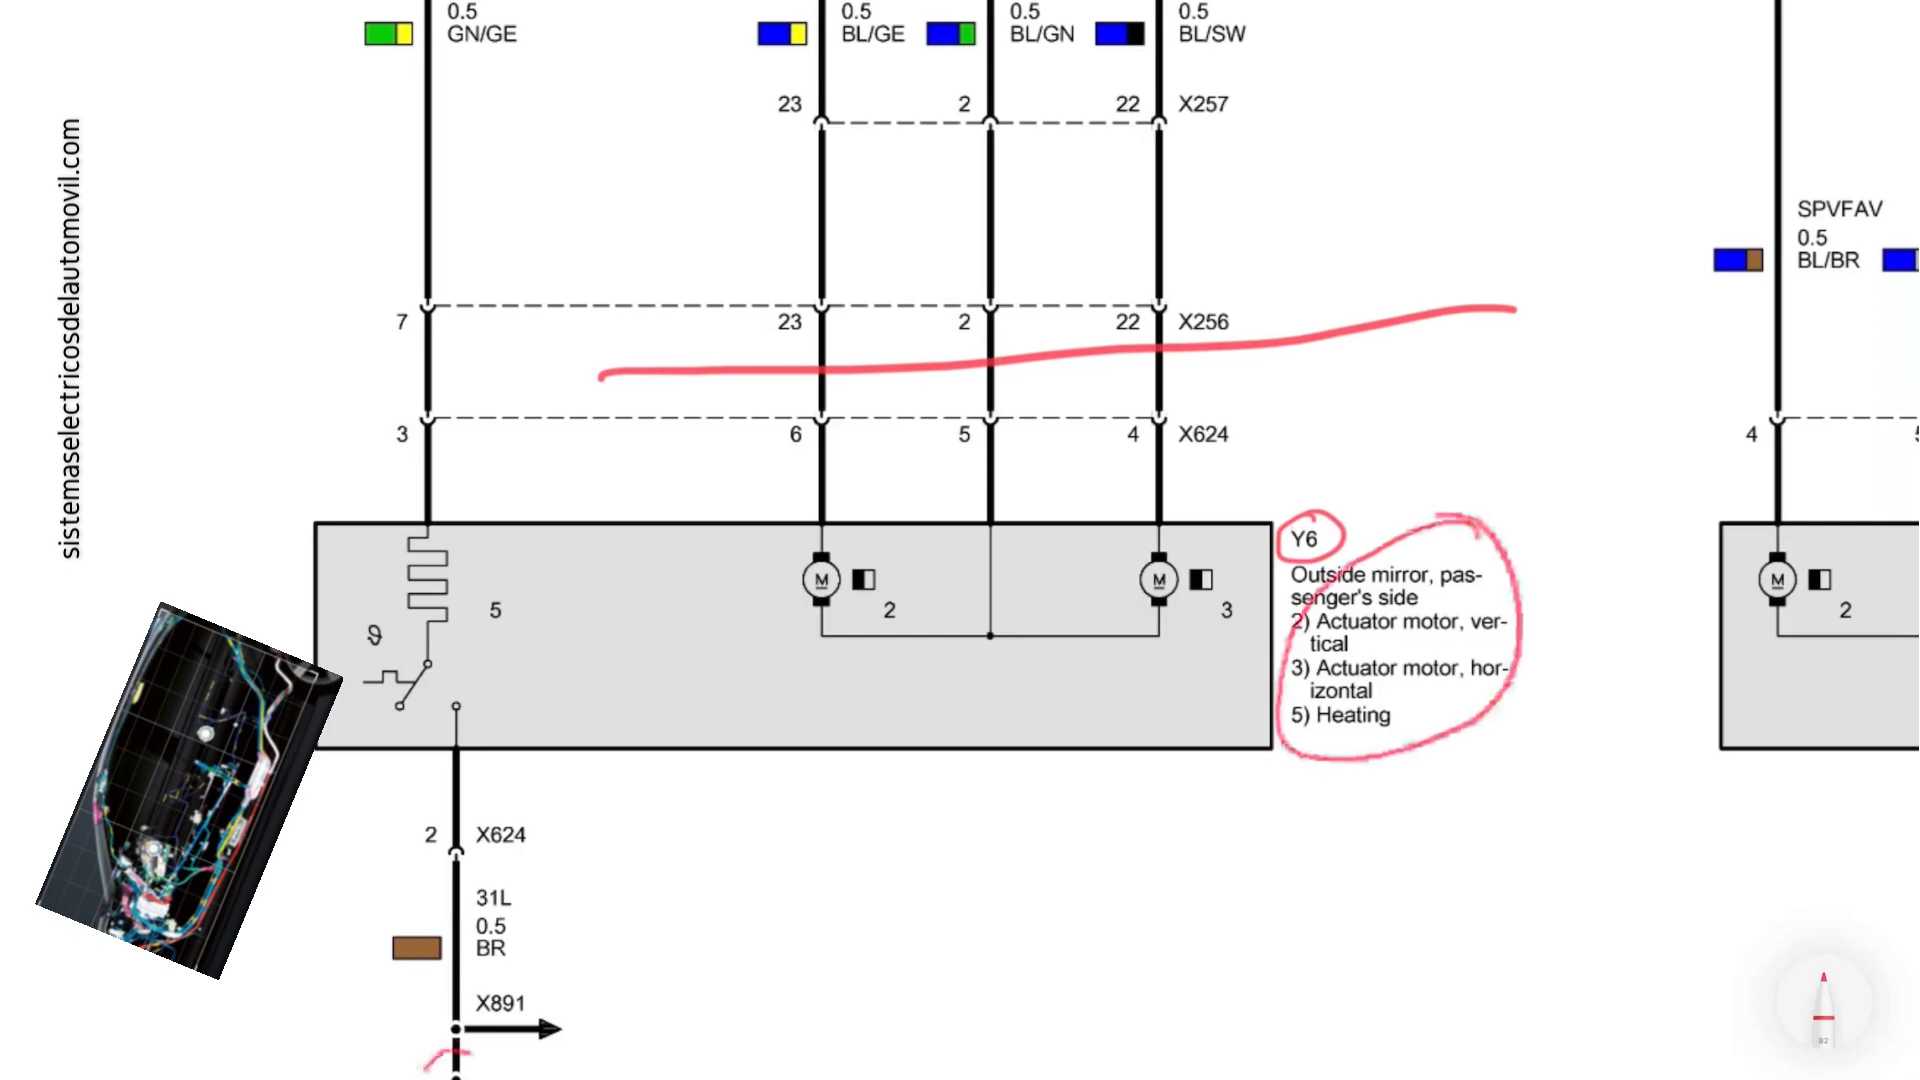 0.5
GN/GE
0.5
BL/GE
0.5
BL/GN
0.5
BL/SW
23
2
22
X257
sistemaselectricosdelautomovil.com
SPVFAV
0.5
BL/BR
7
23
2
22
X256
3
6
5
4
X624
4
5
M
2
M
3
ϑ
Y6
Outside mirror, pas-
senger's side
2) Actuator motor, ver-
tical
3) Actuator motor, hor-
izontal
5) Heating
M
2
2
X624
31L
0.5
BR
X891
62